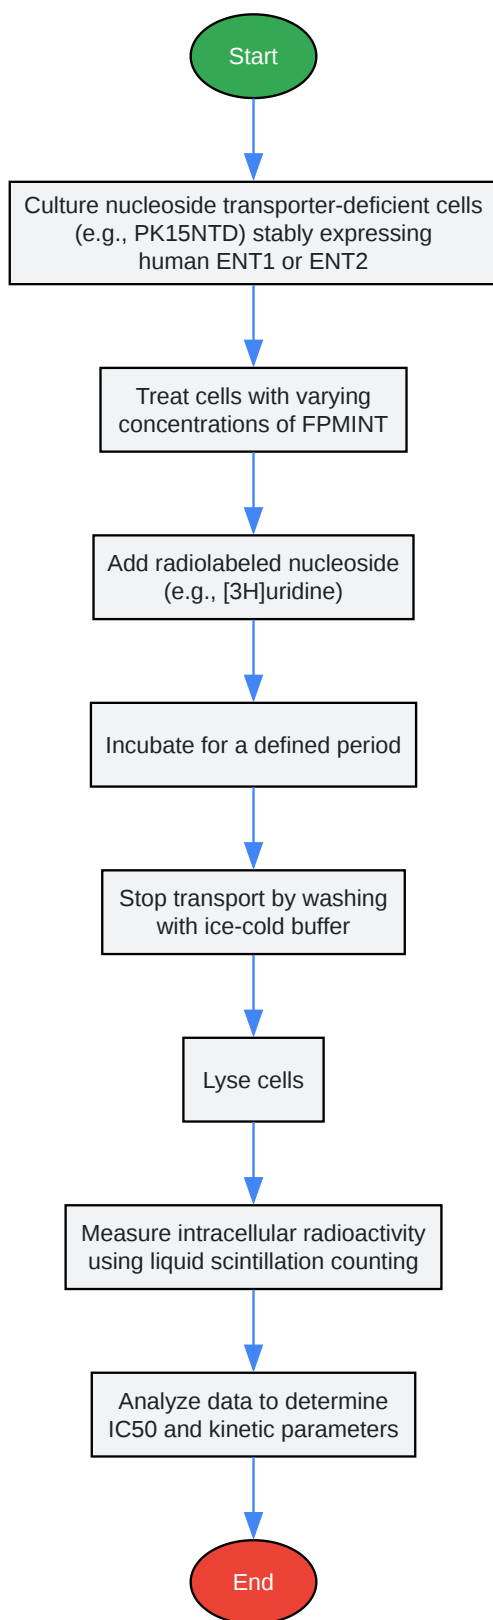 Start
Culture nucleoside transporter-deficient cells
(e.g., PK15NTD) stably expressing
human ENT1 or ENT2
Treat cells with varying
concentrations of FPMINT
Add radiolabeled nucleoside
(e.g., [3H]uridine)
Incubate for a defined period
Stop transport by washing
with ice-cold buffer
Lyse cells
Measure intracellular radioactivity
using liquid scintillation counting
Analyze data to determine
IC50 and kinetic parameters
End